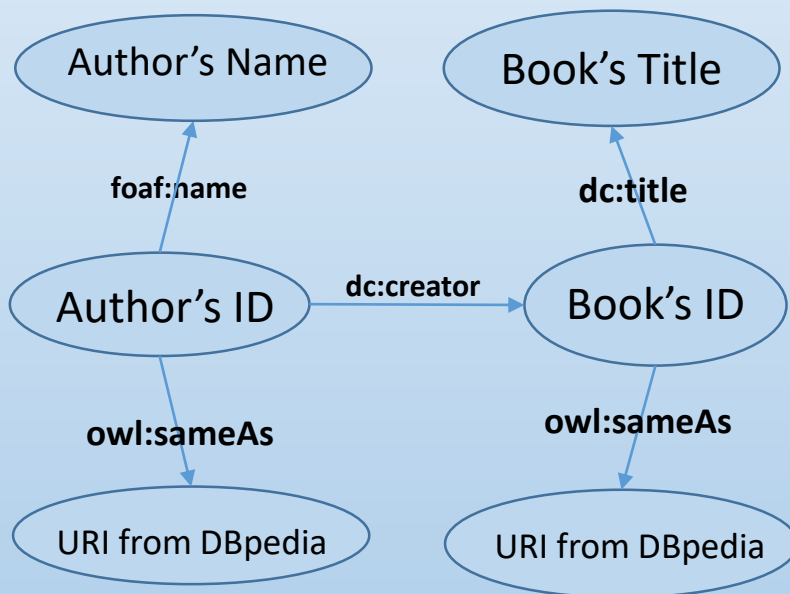 Author’s Name
Book’s Title
foaf:name
dc:title
Author’s ID
dc:creator
Book’s ID
owl:sameAs
owl:sameAs
URI from DBpedia
URI from DBpedia